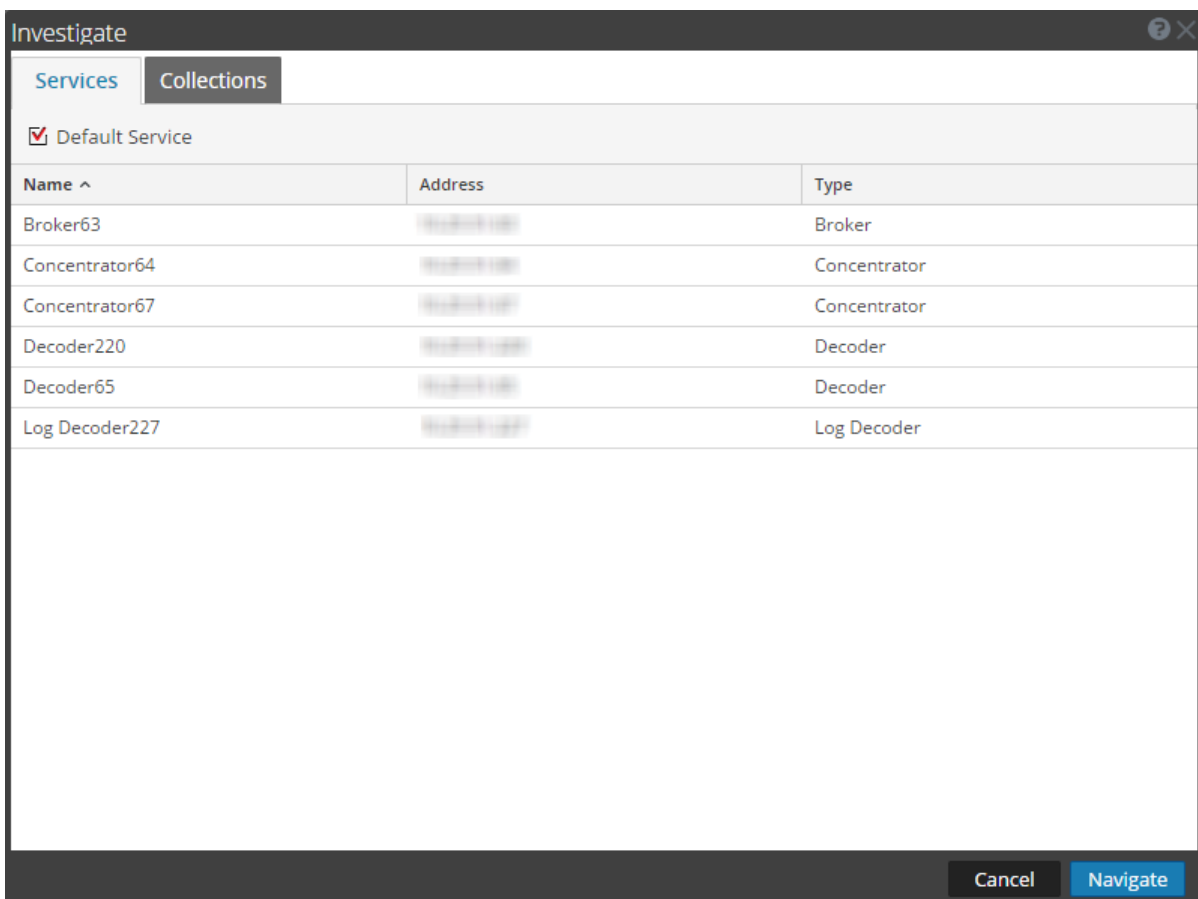 Investigate
Services Collections
Default Service
Name Address Type
Broker63 Broker
Concentrator64 Concentrator
Concentrator67 Concentrator
Decoder220 Decoder
Decoder65 Decoder
Log Decoder227 Log Decoder
Cancel Navigate